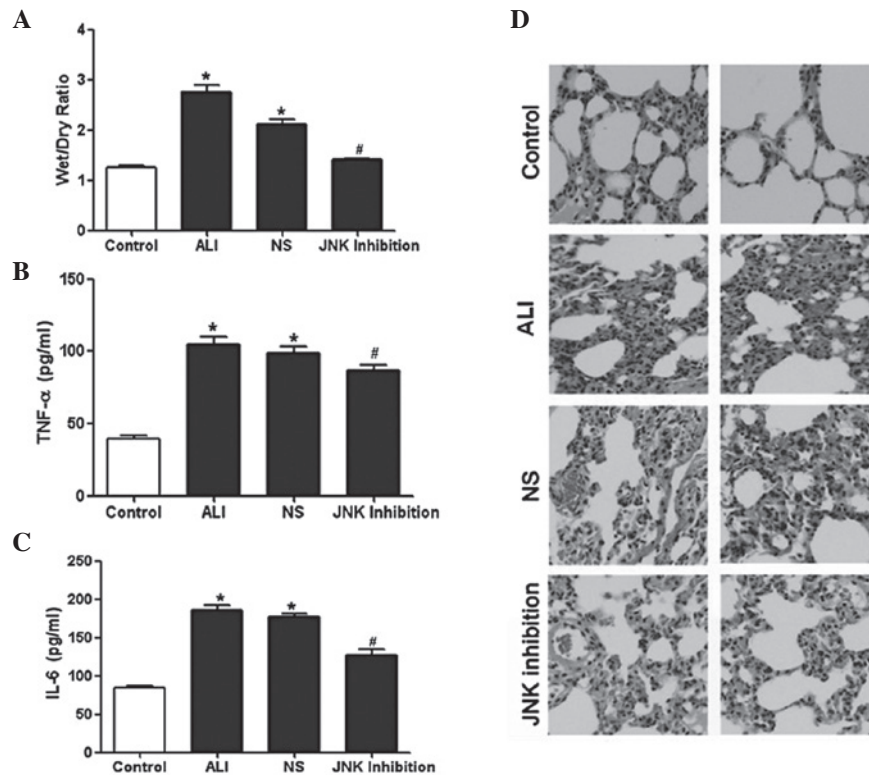 A
Wet/Dry Ratio
4
3
2
1
0
*
*
#
Control ALI NS JNK Inhibition
B
TNF-α (pg/ml)
150
100
50
0
*
*
#
Control ALI NS JNK Inhibition
C
IL-6 (pg/ml)
250
200
150
100
50
0
*
*
#
Control ALI NS JNK Inhibition
D
Control
ALI
NS
JNK inhibition